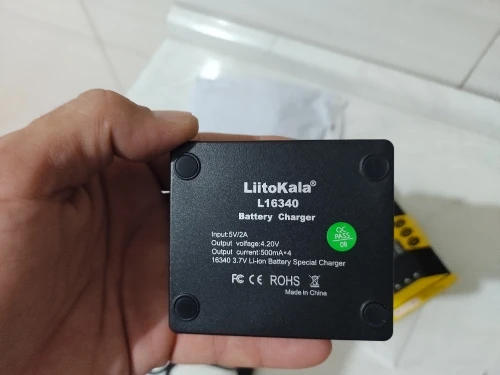 LiitoKala®
L16340
Battery Charger
Input:5V/2A
Output voltage:4.20V
Output current:500mA*4
16340 3.7V Li-ion Battery Special Charger
FC CE ROHS
Made in China
QC
PASS
08